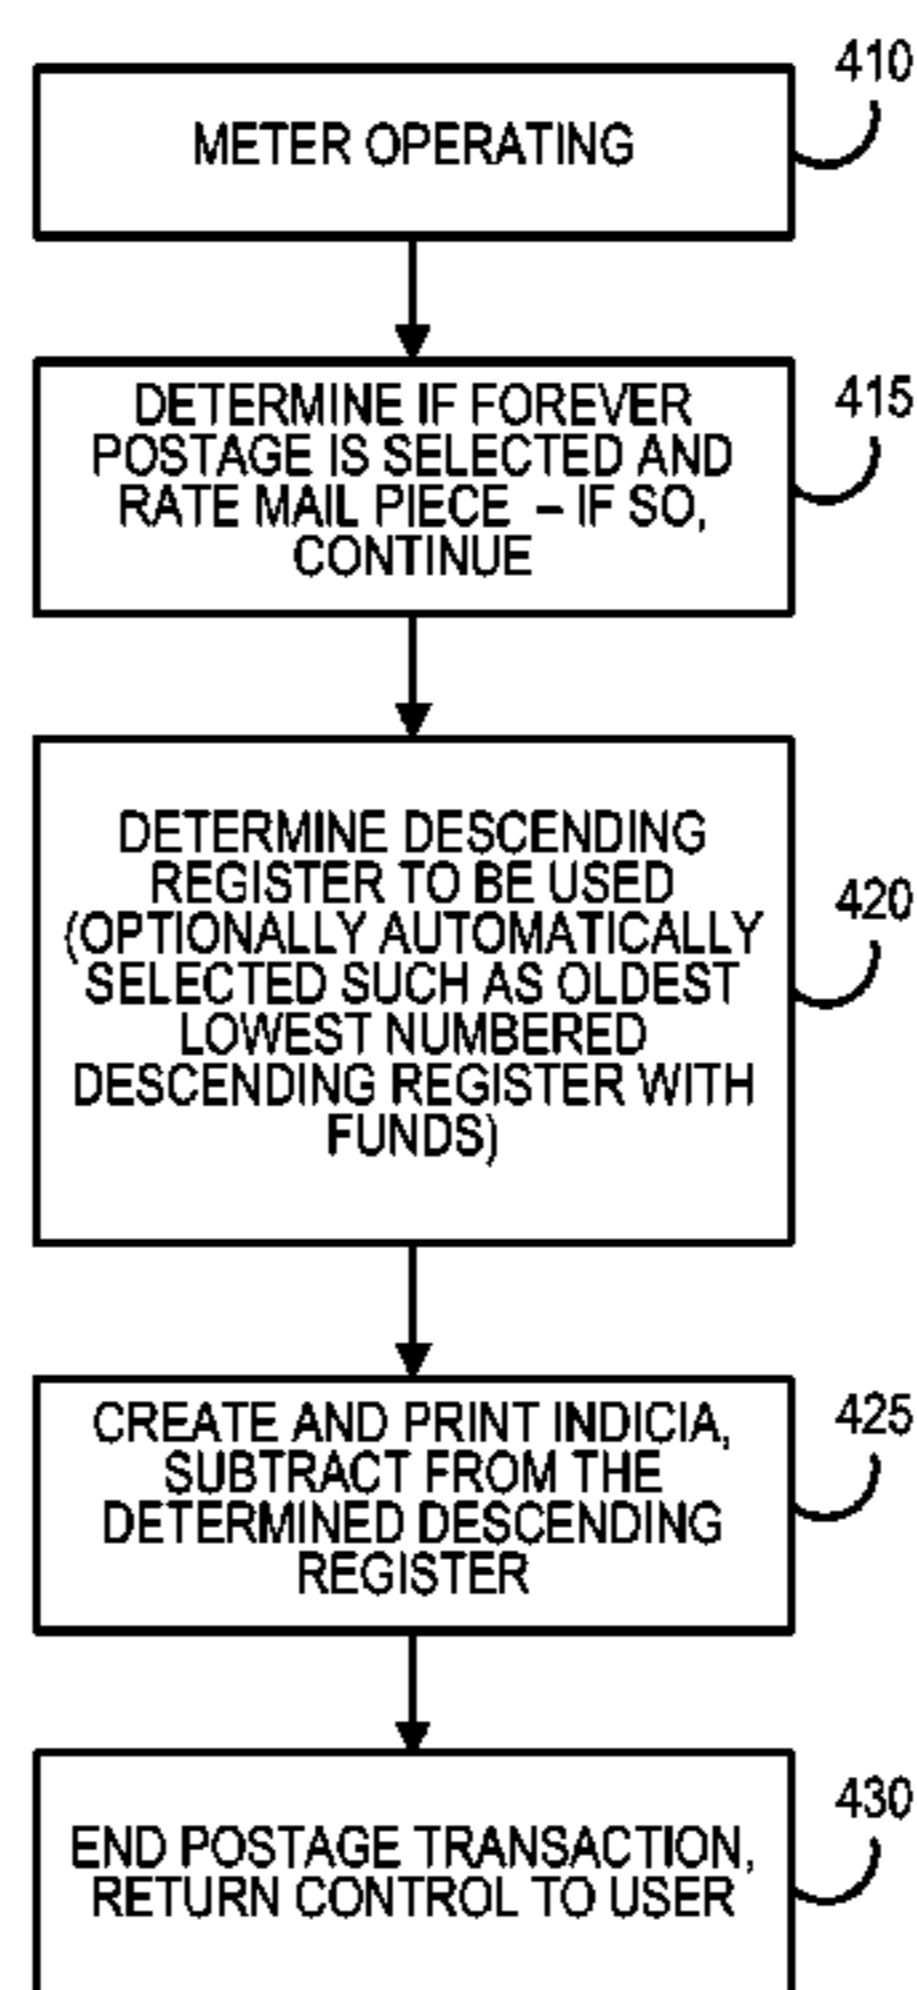 410
METER OPERATING
415
DETERMINE IF FOREVER
POSTAGE IS SELECTED AND
RATE MAIL PIECE – IF SO,
CONTINUE
420
DETERMINE DESCENDING
REGISTER TO BE USED
(OPTIONALLY AUTOMATICALLY
SELECTED SUCH AS OLDEST
LOWEST NUMBERED
DESCENDING REGISTER WITH
FUNDS)
425
CREATE AND PRINT INDICIA,
SUBTRACT FROM THE
DETERMINED DESCENDING
REGISTER
430
END POSTAGE TRANSACTION,
RETURN CONTROL TO USER